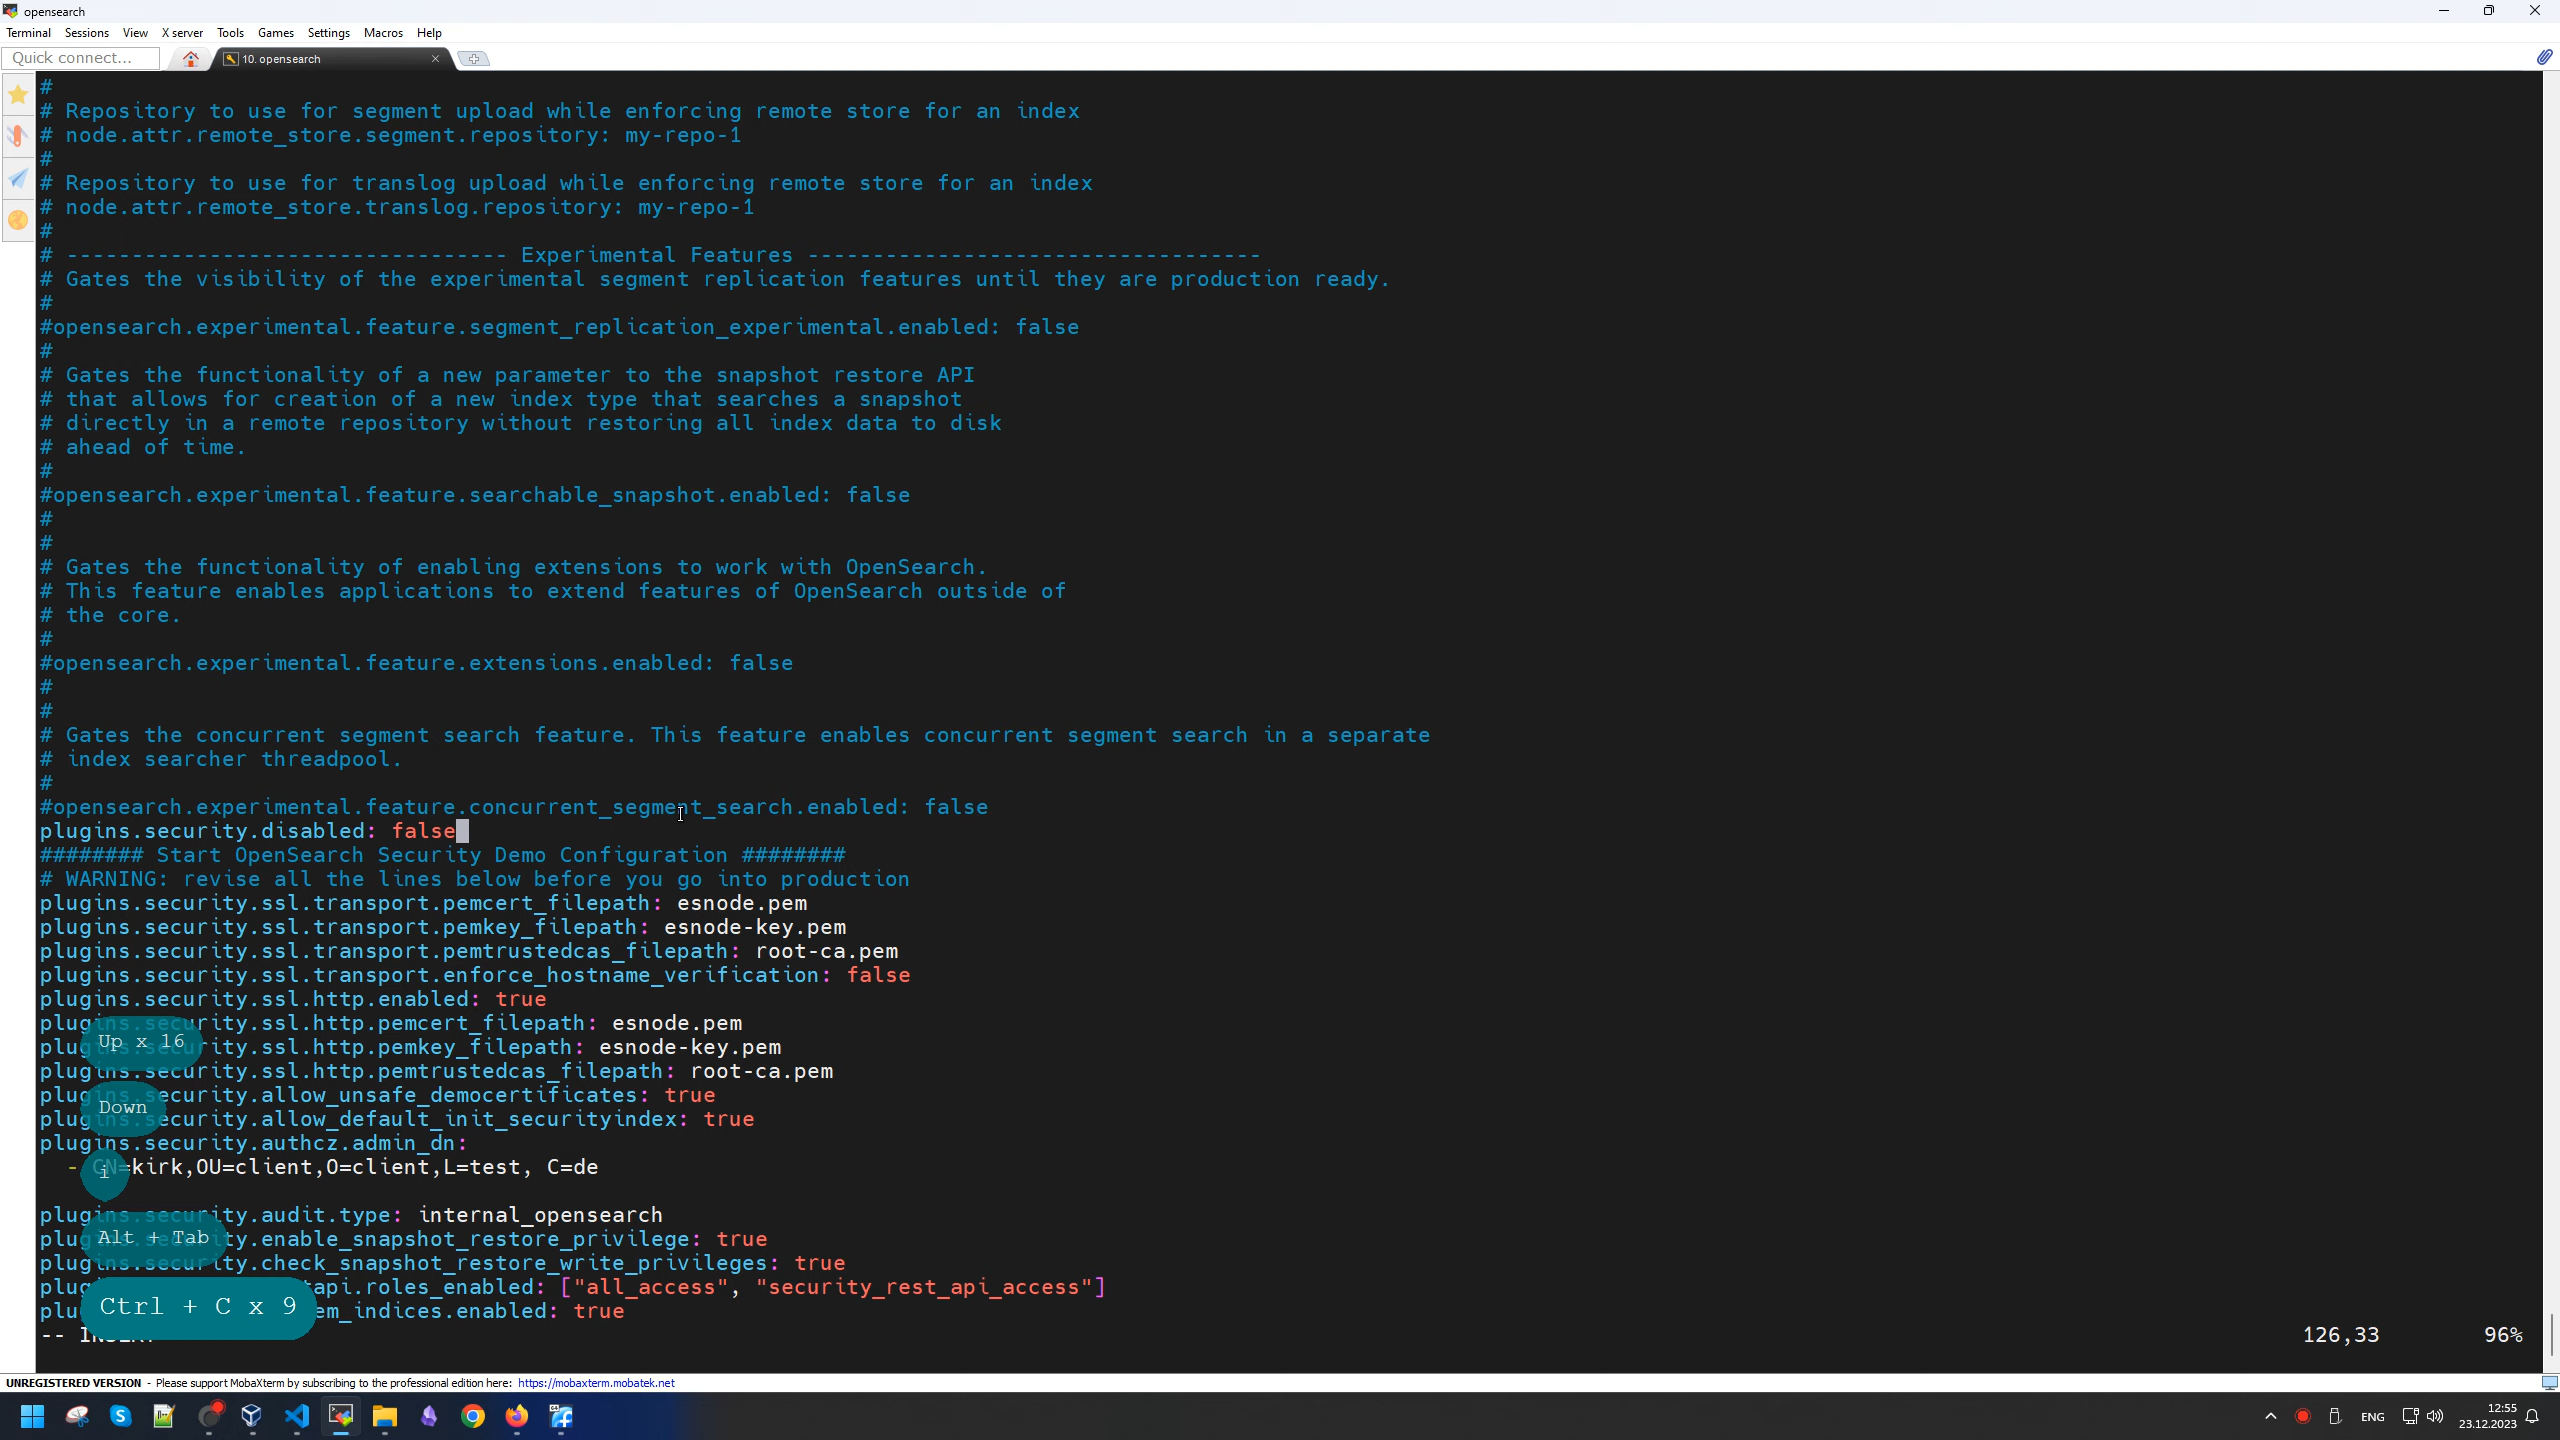 opensearch
Terminal Sessions View X server Tools Games Settings Macros Help
Quick connect... 10. opensearch
#
# Repository to use for segment upload while enforcing remote store for an index
# node.attr.remote_store.segment.repository: my-repo-1
#
# Repository to use for translog upload while enforcing remote store for an index
# node.attr.remote_store.translog.repository: my-repo-1
#
# ---------------------------------- Experimental Features -----------------------------------
# Gates the visibility of the experimental segment replication features until they are production ready.
#
#opensearch.experimental.feature.segment_replication_experimental.enabled: false
#
# Gates the functionality of a new parameter to the snapshot restore API
# that allows for creation of a new index type that searches a snapshot
# directly in a remote repository without restoring all index data to disk
# ahead of time.
#
#opensearch.experimental.feature.searchable_snapshot.enabled: false
#
#
# Gates the functionality of enabling extensions to work with OpenSearch.
# This feature enables applications to extend features of OpenSearch outside of
# the core.
#
#opensearch.experimental.feature.extensions.enabled: false
#
#
# Gates the concurrent segment search feature. This feature enables concurrent segment search in a separate
# index searcher threadpool.
#
#opensearch.experimental.feature.concurrent_segment_search.enabled: false
plugins.security.disabled: false
######## Start OpenSearch Security Demo Configuration ########
# WARNING: revise all the lines below before you go into production
plugins.security.ssl.transport.pemcert_filepath: esnode.pem
plugins.security.ssl.transport.pemkey_filepath: esnode-key.pem
plugins.security.ssl.transport.pemtrustedcas_filepath: root-ca.pem
plugins.security.ssl.transport.enforce_hostname_verification: false
plugins.security.ssl.http.enabled: true
plugins.security.ssl.http.pemcert_filepath: esnode.pem
Up x 16
plugins.security.ssl.http.pemkey_filepath: esnode-key.pem
plugins.security.ssl.http.pemtrustedcas_filepath: root-ca.pem
plugins.security.allow_unsafe_democertificates: true
Down
plugins.security.allow_default_init_securityindex: true
plugins.security.authcz.admin_dn:
- CN=kirk,OU=client,O=client,L=test, C=de
i
plugins.security.audit.type: internal_opensearch
Alt + Tab
plugins.security.enable_snapshot_restore_privilege: true
plugins.security.check_snapshot_restore_write_privileges: true
plug tapi.roles_enabled: ["all_access", "security_rest_api_access"]
Ctrl + C x 9
plu em_indices.enabled: true
-- INSERT 126,33 96%
UNREGISTERED VERSION - Please support MobaXterm by subscribing to the professional edition here: https://mobaxterm.mobatek.net
ENG 12:55
23.12.2023